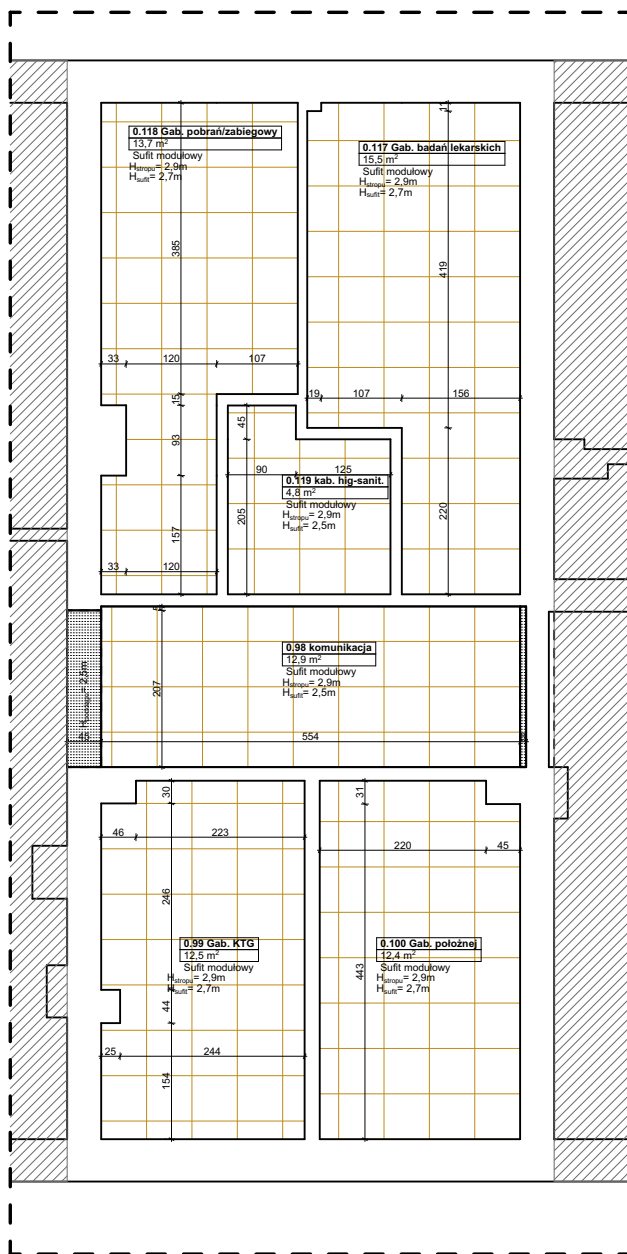 0.118 Gab. pobrań/zabiegowy
13,7 m²
Sufit modułowy
Hstropu= 2,9m
Hsufit= 2,7m
0.117 Gab. badań lekarskich
15,5 m²
Sufit modułowy
Hstropu= 2,9m
Hsufit= 2,7m
11
385
419
33
120
107
19
107
156
15
93
45
90
125
0.119 kab. hig-sanit.
4,8 m²
Sufit modułowy
Hstropu= 2,9m
Hsufit= 2,5m
205
220
157
33
120
0.98 komunikacja
12,9 m²
Sufit modułowy
Hstropu= 2,9m
Hsufit= 2,5m
207
= 2,5m
45
554
30
31
46
223
220
45
246
0.99 Gab. KTG
12,5 m²
Sufit modułowy
Hstropu= 2,9m
Hsufit= 2,7m
0.100 Gab. położnej
12,4 m²
Sufit modułowy
Hstropu= 2,9m
Hsufit= 2,7m
443
44
25
244
154